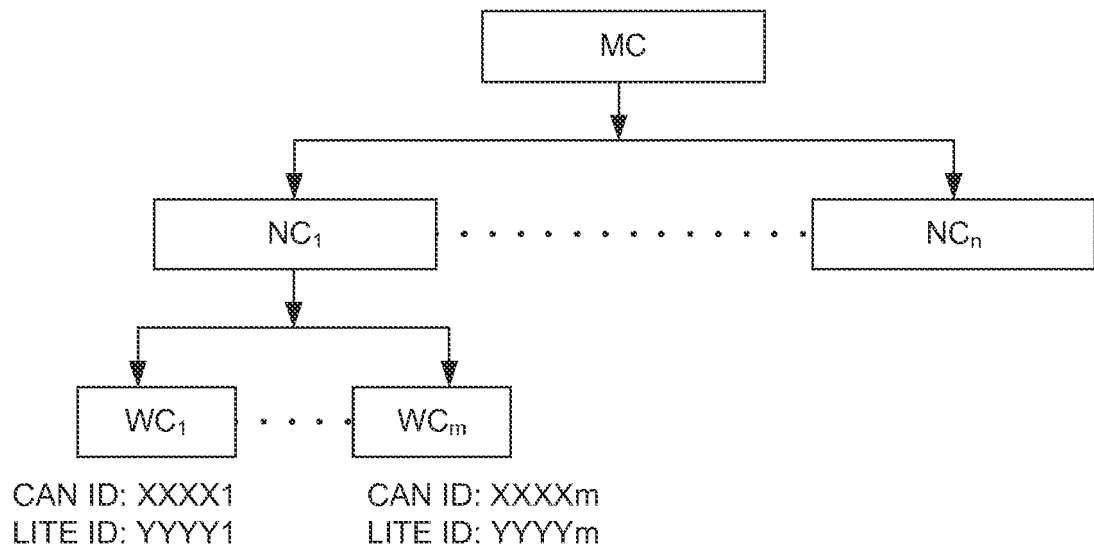 MC
NC₁
NCₙ
WC₁
WCₘ
CAN ID: XXXX1
LITE ID: YYYY1
CAN ID: XXXXm
LITE ID: YYYYm